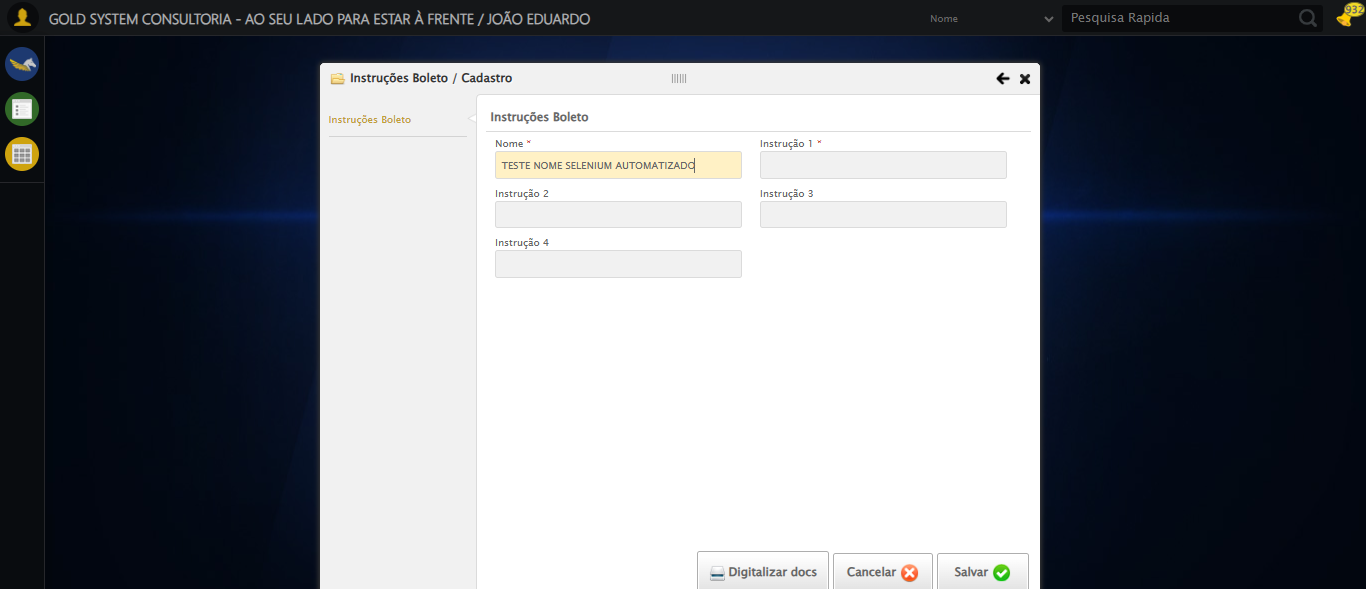 GOLD SYSTEM CONSULTORIA - AO SEU LADO PARA ESTAR À FRENTE / JOÃO EDUARDO
Nome
Pesquisa Rapida
932
Instruções Boleto / Cadastro
Instruções Boleto
Instruções Boleto
Nome *
Instrução 1 *
TESTE NOME SELENIUM AUTOMATIZADO
Instrução 2
Instrução 3
Instrução 4
Digitalizar docs
Cancelar
Salvar